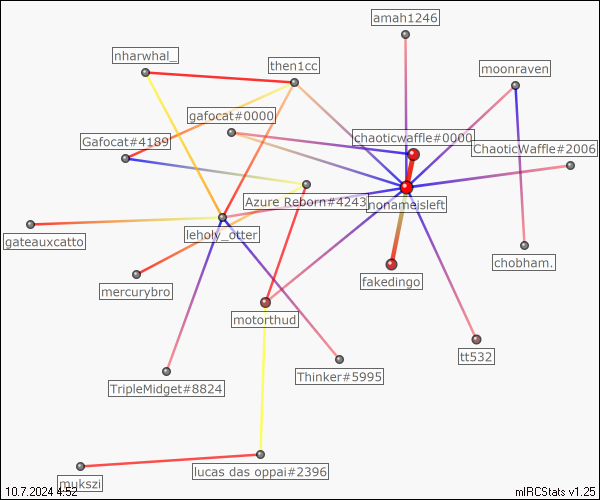 amah1246
nharwhal_
then1cc
moonraven
gafocat#0000
chaoticwaffle#0000
Gafocat#4189
ChaoticWaffle#2006
Azure Reborn#4243
nonameisleft
leholy_otter
gateauxcatto
chobham.
mercurybro
fakedingo
motorthud
tt532
Thinker#5995
TripleMidget#8824
lucas das oppai#2396
mukszi
10.7.2024 4:52
mIRCStats v1.25